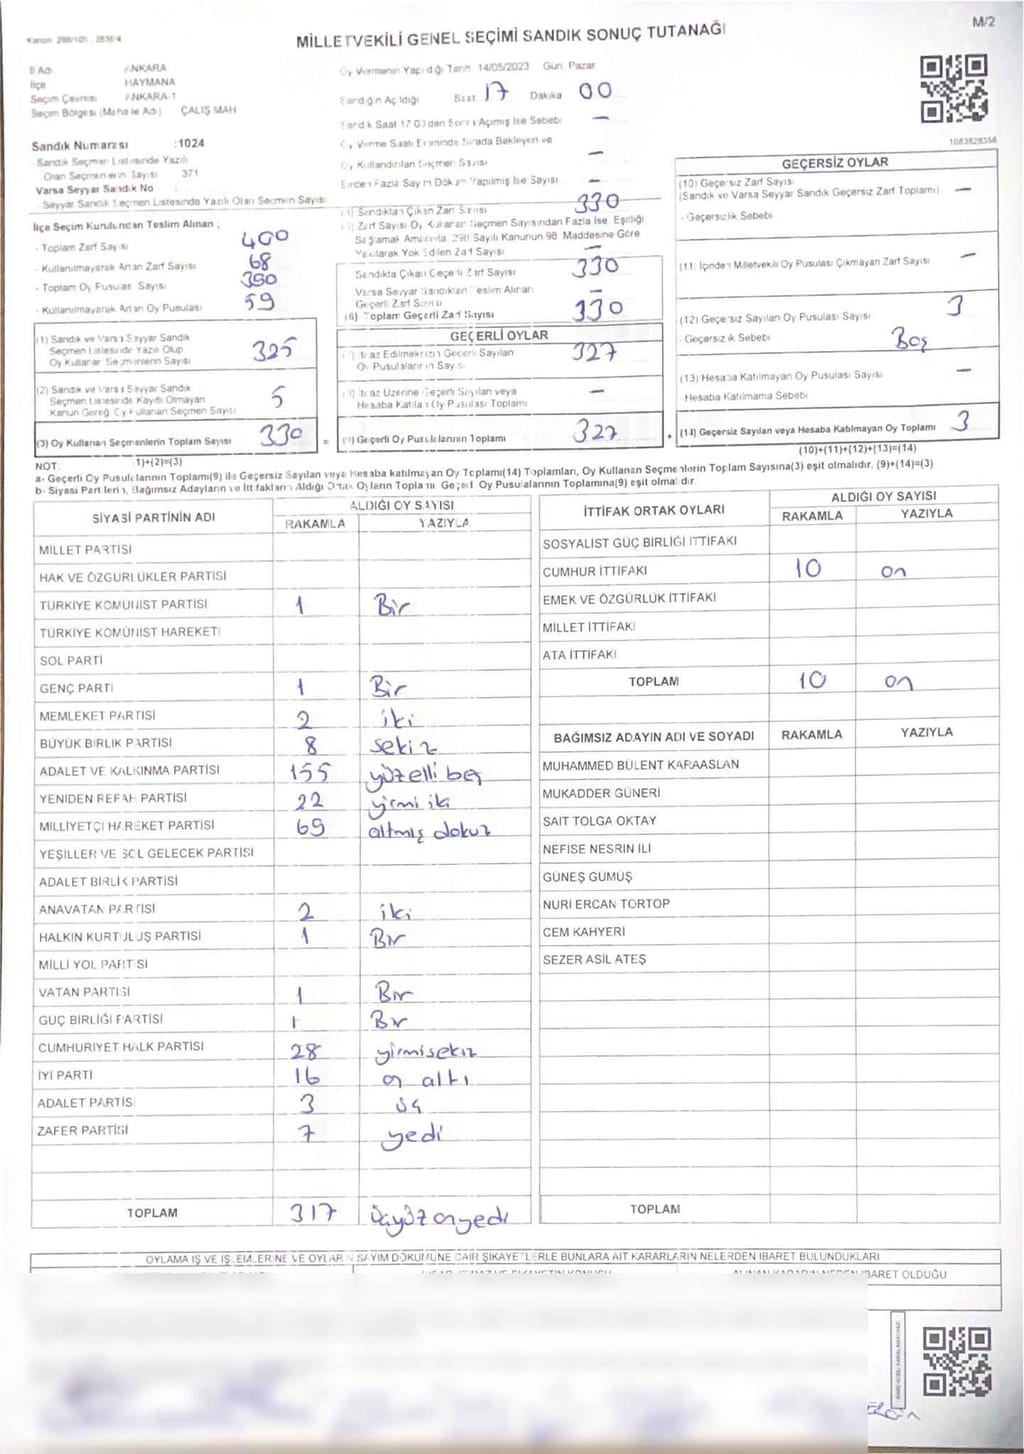 Kanun: 298/105, 2839/4
MİLLETVEKİLİ GENEL SEÇİMİ SANDIK SONUÇ TUTANAĞI
M/2
İl Adı ANKARA
İlçe HAYMANA
Seçim Çevresi ANKARA-1
Seçim Bölgesi (Mahalle Adı) ÇALIŞ MAH
Sandık Numarası :1024
Sandık Seçmen Listesinde Yazılı
Olan Seçmenlerin Sayısı 371
Varsa Seyyar Sandık No :
Seyyar Sandık Seçmen Listesinde Yazılı Olan Seçmen Sayısı
İlçe Seçim Kurulundan Teslim Alınan ;
- Toplam Zarf Sayısı 400
- Kullanılmayarak Artan Zarf Sayısı 68
- Toplam Oy Pusulası Sayısı 390
- Kullanılmayarak Artan Oy Pusulası 59
(1) Sandık ve Varsa Seyyar Sandık
Seçmen Listesinde Yazılı Olup
Oy Kullanan Seçmenlerin Sayısı 325
(2) Sandık ve Varsa Seyyar Sandık
Seçmen Listesinde Kayıtlı Olmayan
Kanun Gereği Oy Kullanan Seçmen Sayısı 5
(3) Oy Kullanan Seçmenlerin Toplam Sayısı 330
1)+(2)=(3)
Oy Vermenin Yapıldığı Tarih 14/05/2023 Gün Pazar
Sandığın Açıldığı Saat 17 Dakika 00
Sandık Saat 17:00'den Sonra Açılmış İse Sebebi —
Oy Verme Saati Ereminde Sırada Bekleyen ve
Oy Kullandırılan Seçmen Sayısı —
Birden Fazla Sayım Döküm Yapılmış İse Sayısı —
Sandıktan Çıkan Zarf Sayısı 330
Zarf Sayısı Oy Kullanan Seçmen Sayısından Fazla İse, Eşitliği
Sağlamak Amacıyla 298 Sayılı Kanunun 98. Maddesine Göre
Yakılarak Yok Edilen Zarf Sayısı —
Sandıkta Çıkan Geçerli Zarf Sayısı 330
Varsa Seyyar Sandıktan Teslim Alınan
Geçerli Zarf Sayısı —
(6) Toplam Geçerli Zarf Sayısı 330
GEÇERLİ OYLAR
İtiraz Edilmeksizin Geçerli Sayılan
Oy Pusulalarının Sayısı 327
İtiraz Üzerine Geçerli Sayılan veya
Hesaba Katılan Oy Pusulası Toplamı —
(9) Geçerli Oy Pusulalarının Toplamı 327
1083828358
GEÇERSİZ OYLAR
(10) Geçersiz Zarf Sayısı
(Sandık ve Varsa Seyyar Sandık Geçersiz Zarf Toplamı) —
- Geçersizlik Sebebi
(11) İçinden Milletvekili Oy Pusulası Çıkmayan Zarf Sayısı —
(12) Geçersiz Sayılan Oy Pusulası Sayısı 3
- Geçersizlik Sebebi Boş
(13) Hesaba Katılmayan Oy Pusulası Sayısı —
Hesaba Katılmama Sebebi
(14) Geçersiz Sayılan veya Hesaba Katılmayan Oy Toplamı 3
(10)+(11)+(12)+(13)=(14)
NOT:
a- Geçerli Oy Pusulalarının Toplamı(9) ile Geçersiz Sayılan veya Hesaba katılmayan Oy Toplamı(14) Toplamları, Oy Kullanan Seçmenlerin Toplam Sayısına(3) eşit olmalıdır. (9)+(14)=(3)
b- Siyasi Partilerin, Bağımsız Adayların ve İttifakların Aldığı Ortak Oyların Toplamı Geçerli Oy Pusulalarının Toplamına(9) eşit olmalıdır
SİYASİ PARTİNİN ADI
ALDIĞI OY SAYISI
RAKAMLA YAZIYLA
MİLLET PARTİSİ
HAK VE ÖZGÜRLÜKLER PARTİSİ
TÜRKİYE KOMÜNİST PARTİSİ 1 Bir
TÜRKİYE KOMÜNİST HAREKETİ
SOL PARTİ
GENÇ PARTİ 1 Bir
MEMLEKET PARTİSİ 2 iki
BÜYÜK BİRLİK PARTİSİ 8 sekiz
ADALET VE KALKINMA PARTİSİ 155 yüzelli beş
YENİDEN REFAH PARTİSİ 22 yirmi iki
MİLLİYETÇİ HAREKET PARTİSİ 69 altmış dokuz
YEŞİLLER VE SOL GELECEK PARTİSİ
ADALET BİRLİK PARTİSİ
ANAVATAN PARTİSİ 2 iki
HALKIN KURTULUŞ PARTİSİ 1 Bir
MİLLİ YOL PARTİSİ
VATAN PARTİSİ 1 Bir
GÜÇ BİRLİĞİ PARTİSİ 1 Bir
CUMHURİYET HALK PARTİSİ 28 yirmisekiz
İYİ PARTİ 16 on altı
ADALET PARTİSİ 3 üç
ZAFER PARTİSİ 7 yedi
TOPLAM 317 üçyüz onyedi
İTTİFAK ORTAK OYLARI
ALDIĞI OY SAYISI
RAKAMLA YAZIYLA
SOSYALİST GÜÇ BİRLİĞİ İTTİFAKI
CUMHUR İTTİFAKI 10 on
EMEK VE ÖZGÜRLÜK İTTİFAKI
MİLLET İTTİFAKI
ATA İTTİFAKI
TOPLAM 10 on
BAĞIMSIZ ADAYIN ADI VE SOYADI RAKAMLA YAZIYLA
MUHAMMED BÜLENT KARAASLAN
MUKADDER GÜNERİ
SAİT TOLGA OKTAY
NEFİSE NESRİN İLİ
GÜNEŞ GÜMÜŞ
NURİ ERCAN TORTOP
CEM KAHYERİ
SEZER ASİL ATEŞ
TOPLAM
OYLAMA İŞ VE İŞLEMLERİNE VE OYLARIN SAYIM DÖKÜMÜNE DAİR ŞİKAYETLERLE BUNLARA AİT KARARLARIN NELERDEN İBARET BULUNDUKLARI
ALINAN KARARIN NEDEN İBARET OLDUĞU